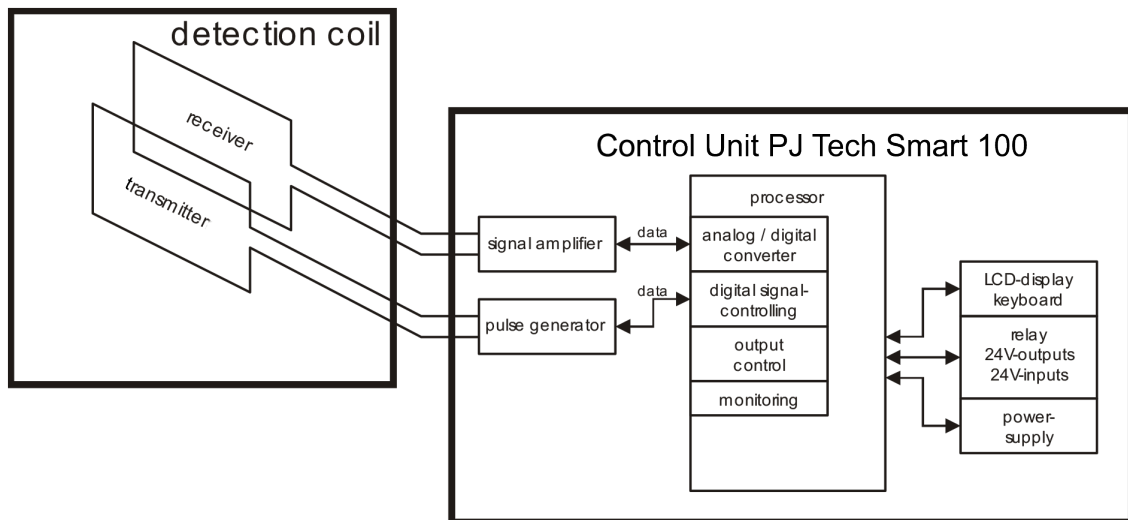 detection coil
receiver
transmitter
Control Unit PJ Tech Smart 100
processor
signal amplifier
data
analog / digital
converter
data
digital signal-
controlling
pulse generator
output
control
monitoring
LCD-display
keyboard
relay
24V-outputs
24V-inputs
power-
supply